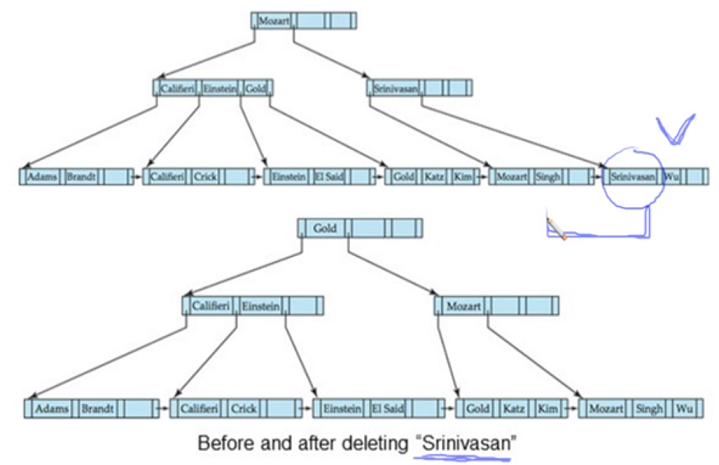 Mozart
Califieri Einstein Gold Srinivasan
Adams Brandt Califieri Crick Einstein El Said Gold Katz Kim Mozart Singh Srinivasan Wu
Gold
Califieri Einstein Mozart
Adams Brandt Califieri Crick Einstein El Said Gold Katz Kim Mozart Singh Wu
Before and after deleting “Srinivasan”